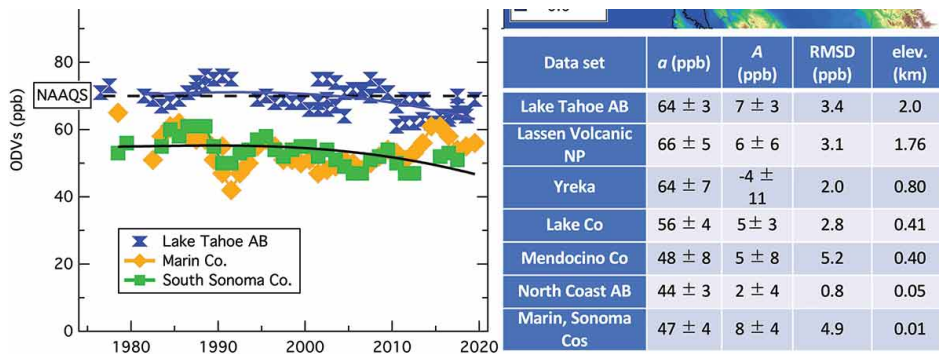 ODVs (ppb)
80
60
40
20
0
NAAQS
Lake Tahoe AB
Marin Co.
South Sonoma Co.
1980
1990
2000
2010
2020
Data set a (ppb) A (ppb) RMSD (ppb) elev. (km)
Lake Tahoe AB 64 ± 3 7 ± 3 3.4 2.0
Lassen Volcanic NP 66 ± 5 6 ± 6 3.1 1.76
Yreka 64 ± 7 -4 ± 11 2.0 0.80
Lake Co 56 ± 4 5 ± 3 2.8 0.41
Mendocino Co 48 ± 8 5 ± 8 5.2 0.40
North Coast AB 44 ± 3 2 ± 4 0.8 0.05
Marin, Sonoma Cos 47 ± 4 8 ± 4 4.9 0.01